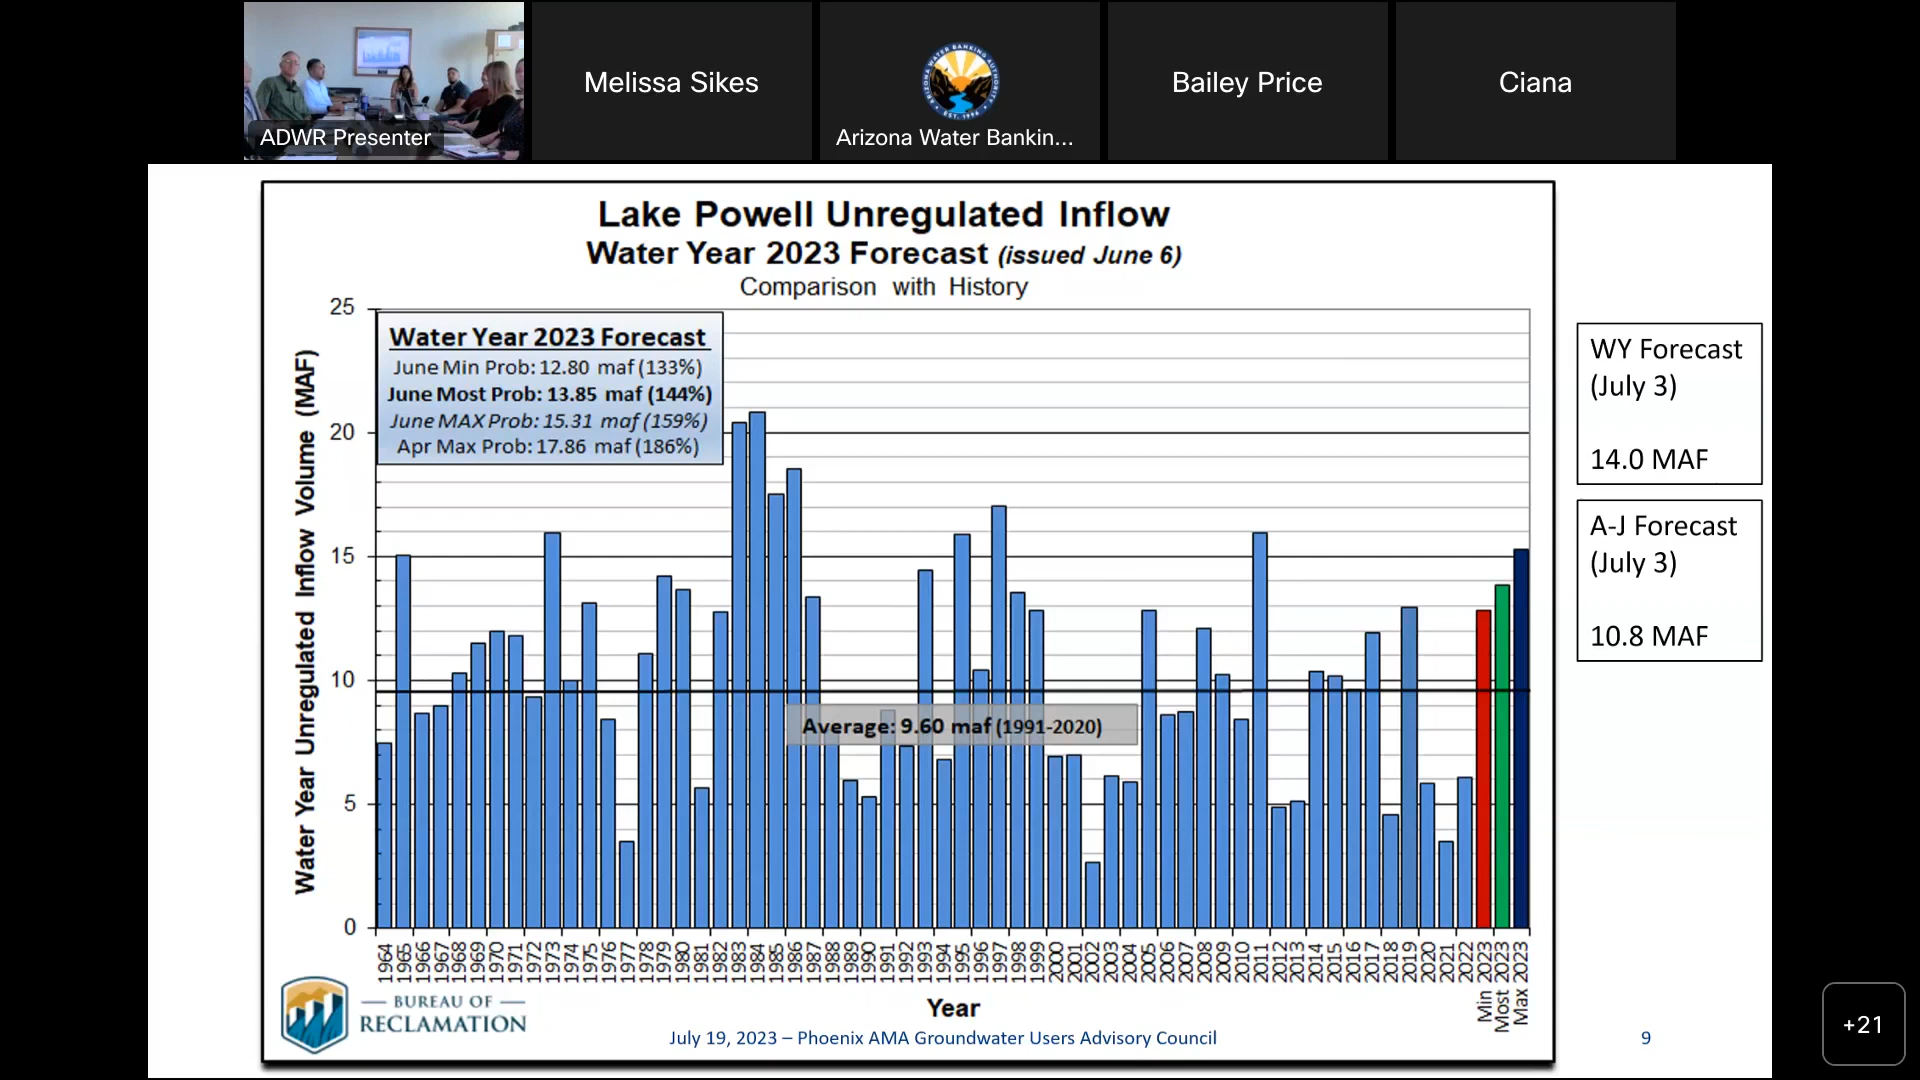 ADWR Presenter
Melissa Sikes
ARIZONA WATER BANKING AUTHORITY
EST. 1996
Arizona Water Bankin...
Bailey Price
Ciana
Lake Powell Unregulated Inflow
Water Year 2023 Forecast (issued June 6)
Comparison with History
Water Year Unregulated Inflow Volume (MAF)
25
20
15
10
5
0
Water Year 2023 Forecast
June Min Prob: 12.80 maf (133%)
June Most Prob: 13.85 maf (144%)
June MAX Prob: 15.31 maf (159%)
Apr Max Prob: 17.86 maf (186%)
Average: 9.60 maf (1991-2020)
1964
1965
1966
1967
1968
1969
1970
1971
1972
1973
1974
1975
1976
1977
1978
1979
1980
1981
1982
1983
1984
1985
1986
1987
1988
1989
1990
1991
1992
1993
1994
1995
1996
1997
1998
1999
2000
2001
2002
2003
2004
2005
2006
2007
2008
2009
2010
2011
2012
2013
2014
2015
2016
2017
2018
2019
2020
2021
2022
Min 2023
Most 2023
Max 2023
Year
WY Forecast
(July 3)
14.0 MAF
A-J Forecast
(July 3)
10.8 MAF
BUREAU OF
RECLAMATION
July 19, 2023 – Phoenix AMA Groundwater Users Advisory Council
9
+21